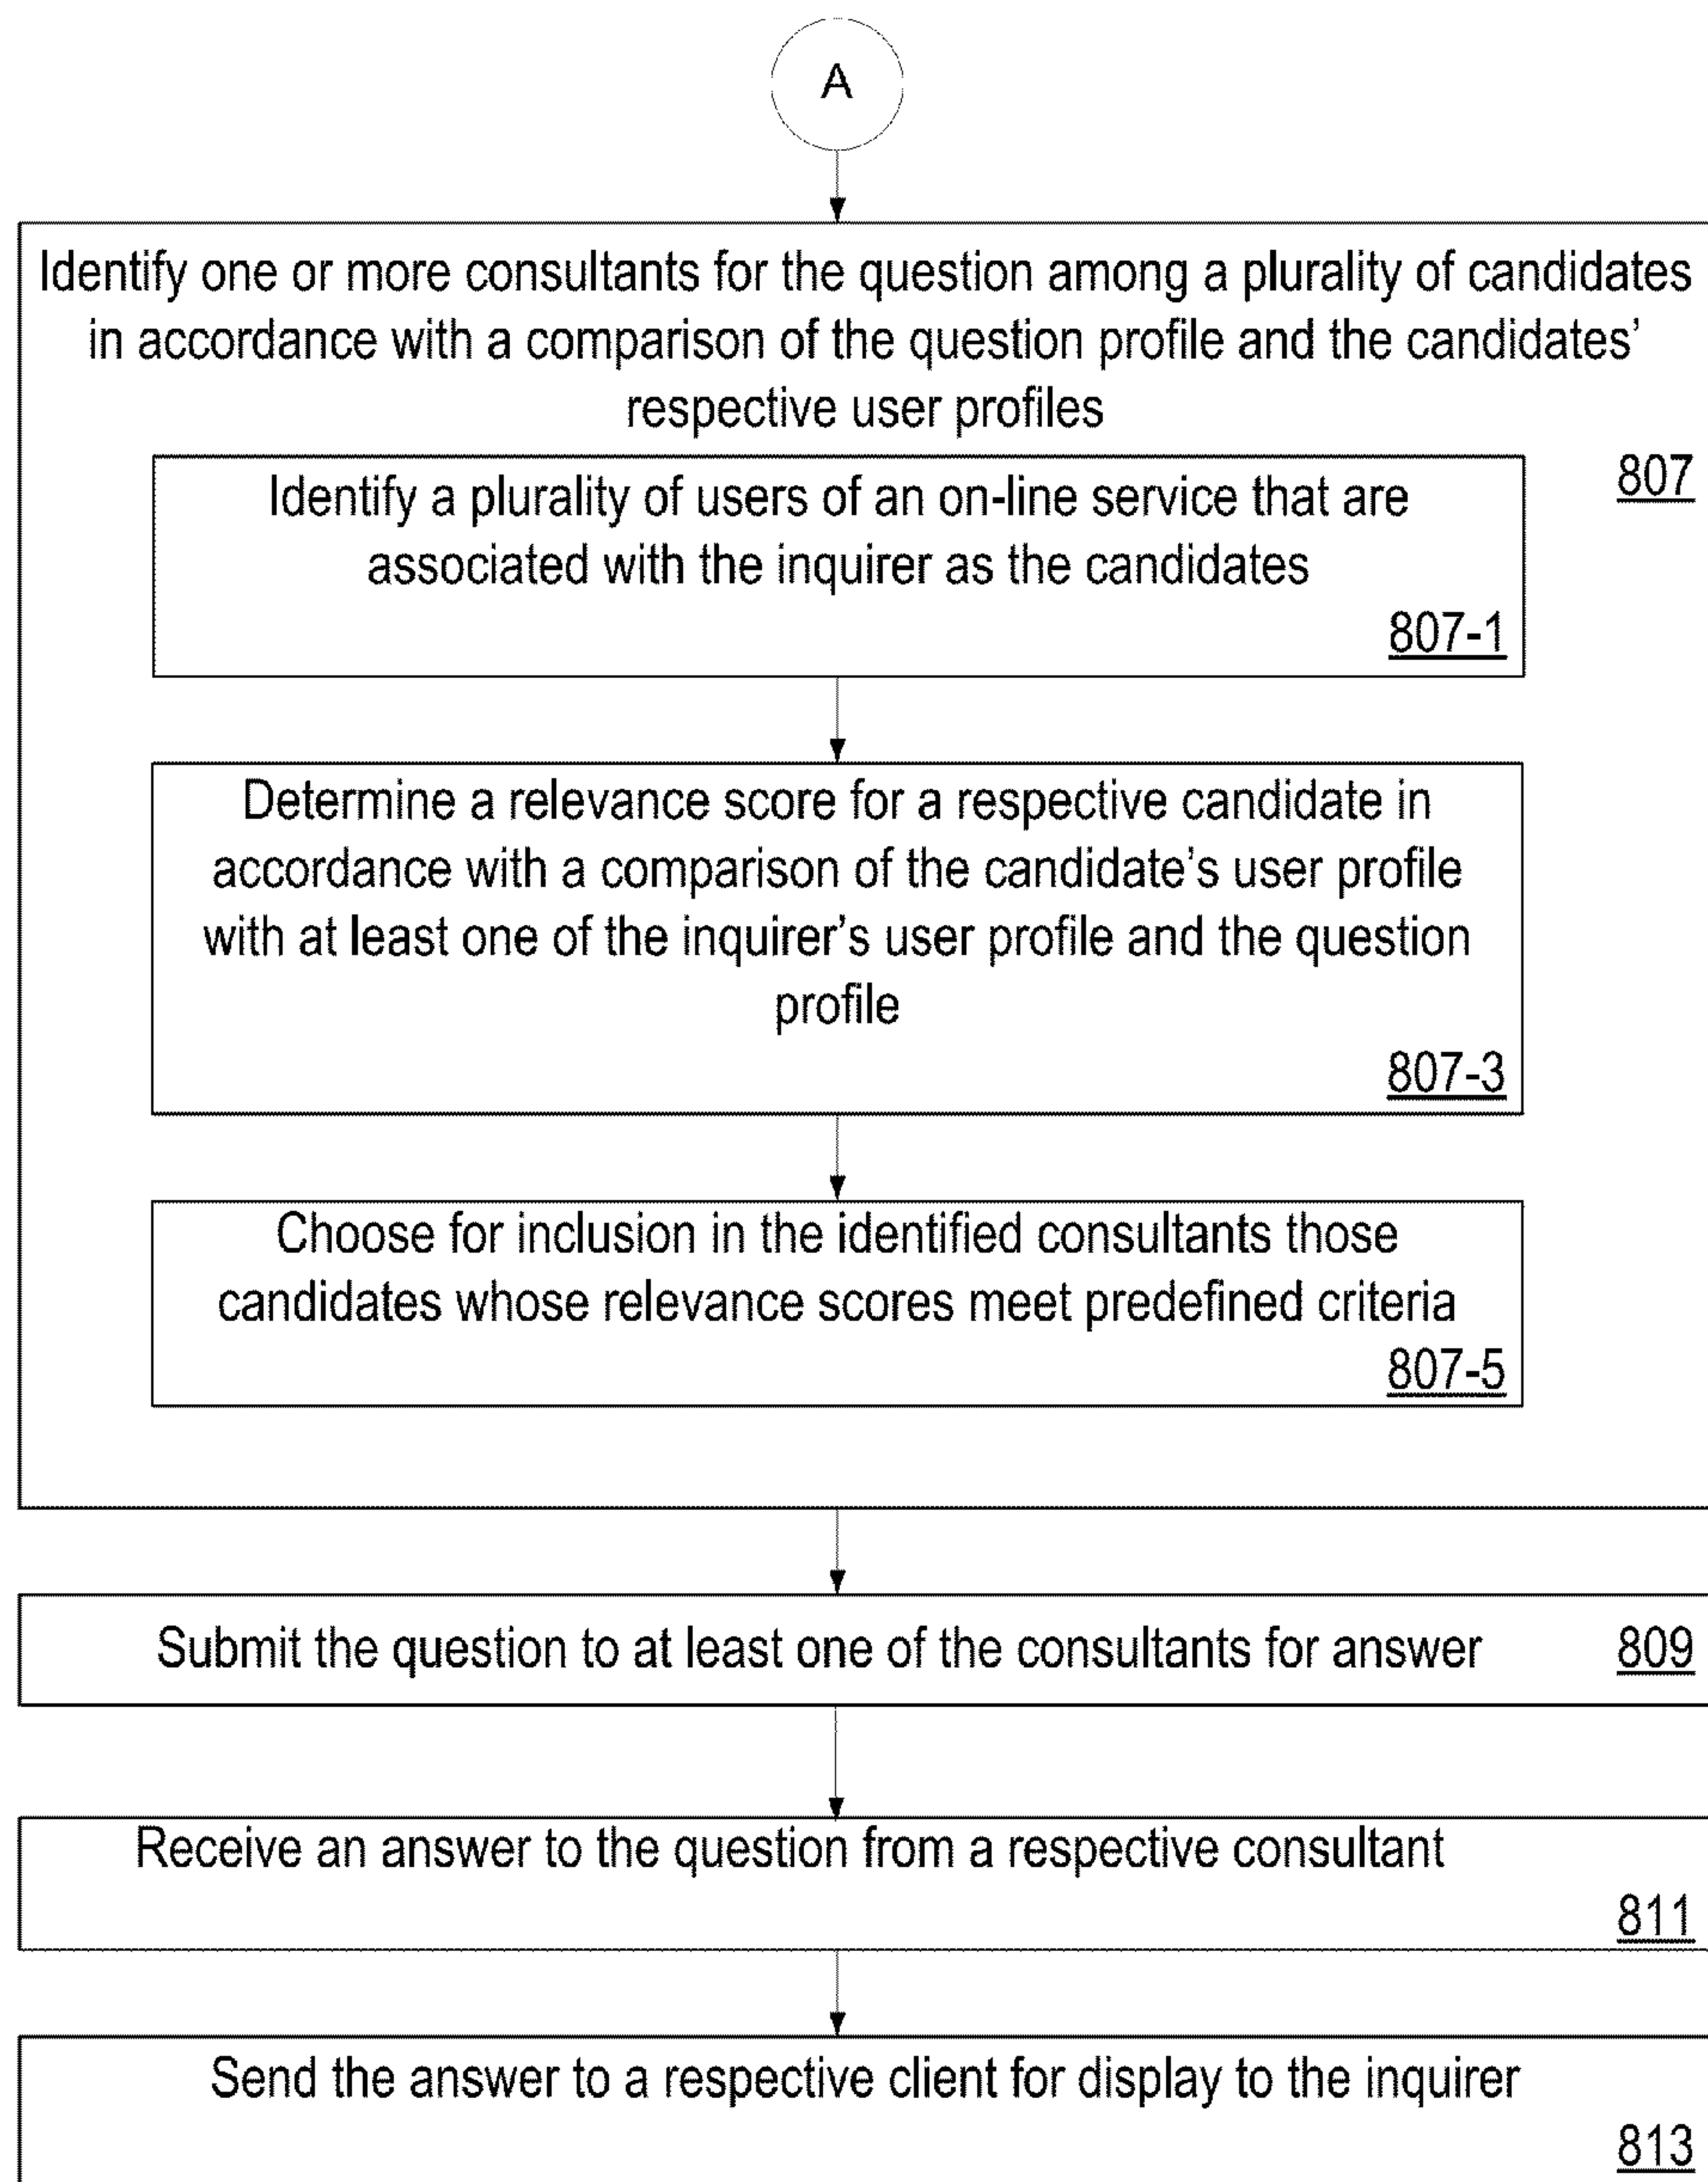 A
Identify one or more consultants for the question among a plurality of candidates
in accordance with a comparison of the question profile and the candidates'
respective user profiles
807
Identify a plurality of users of an on-line service that are
associated with the inquirer as the candidates
807-1
Determine a relevance score for a respective candidate in
accordance with a comparison of the candidate's user profile
with at least one of the inquirer's user profile and the question
profile
807-3
Choose for inclusion in the identified consultants those
candidates whose relevance scores meet predefined criteria
807-5
Submit the question to at least one of the consultants for answer 809
Receive an answer to the question from a respective consultant
811
Send the answer to a respective client for display to the inquirer
813